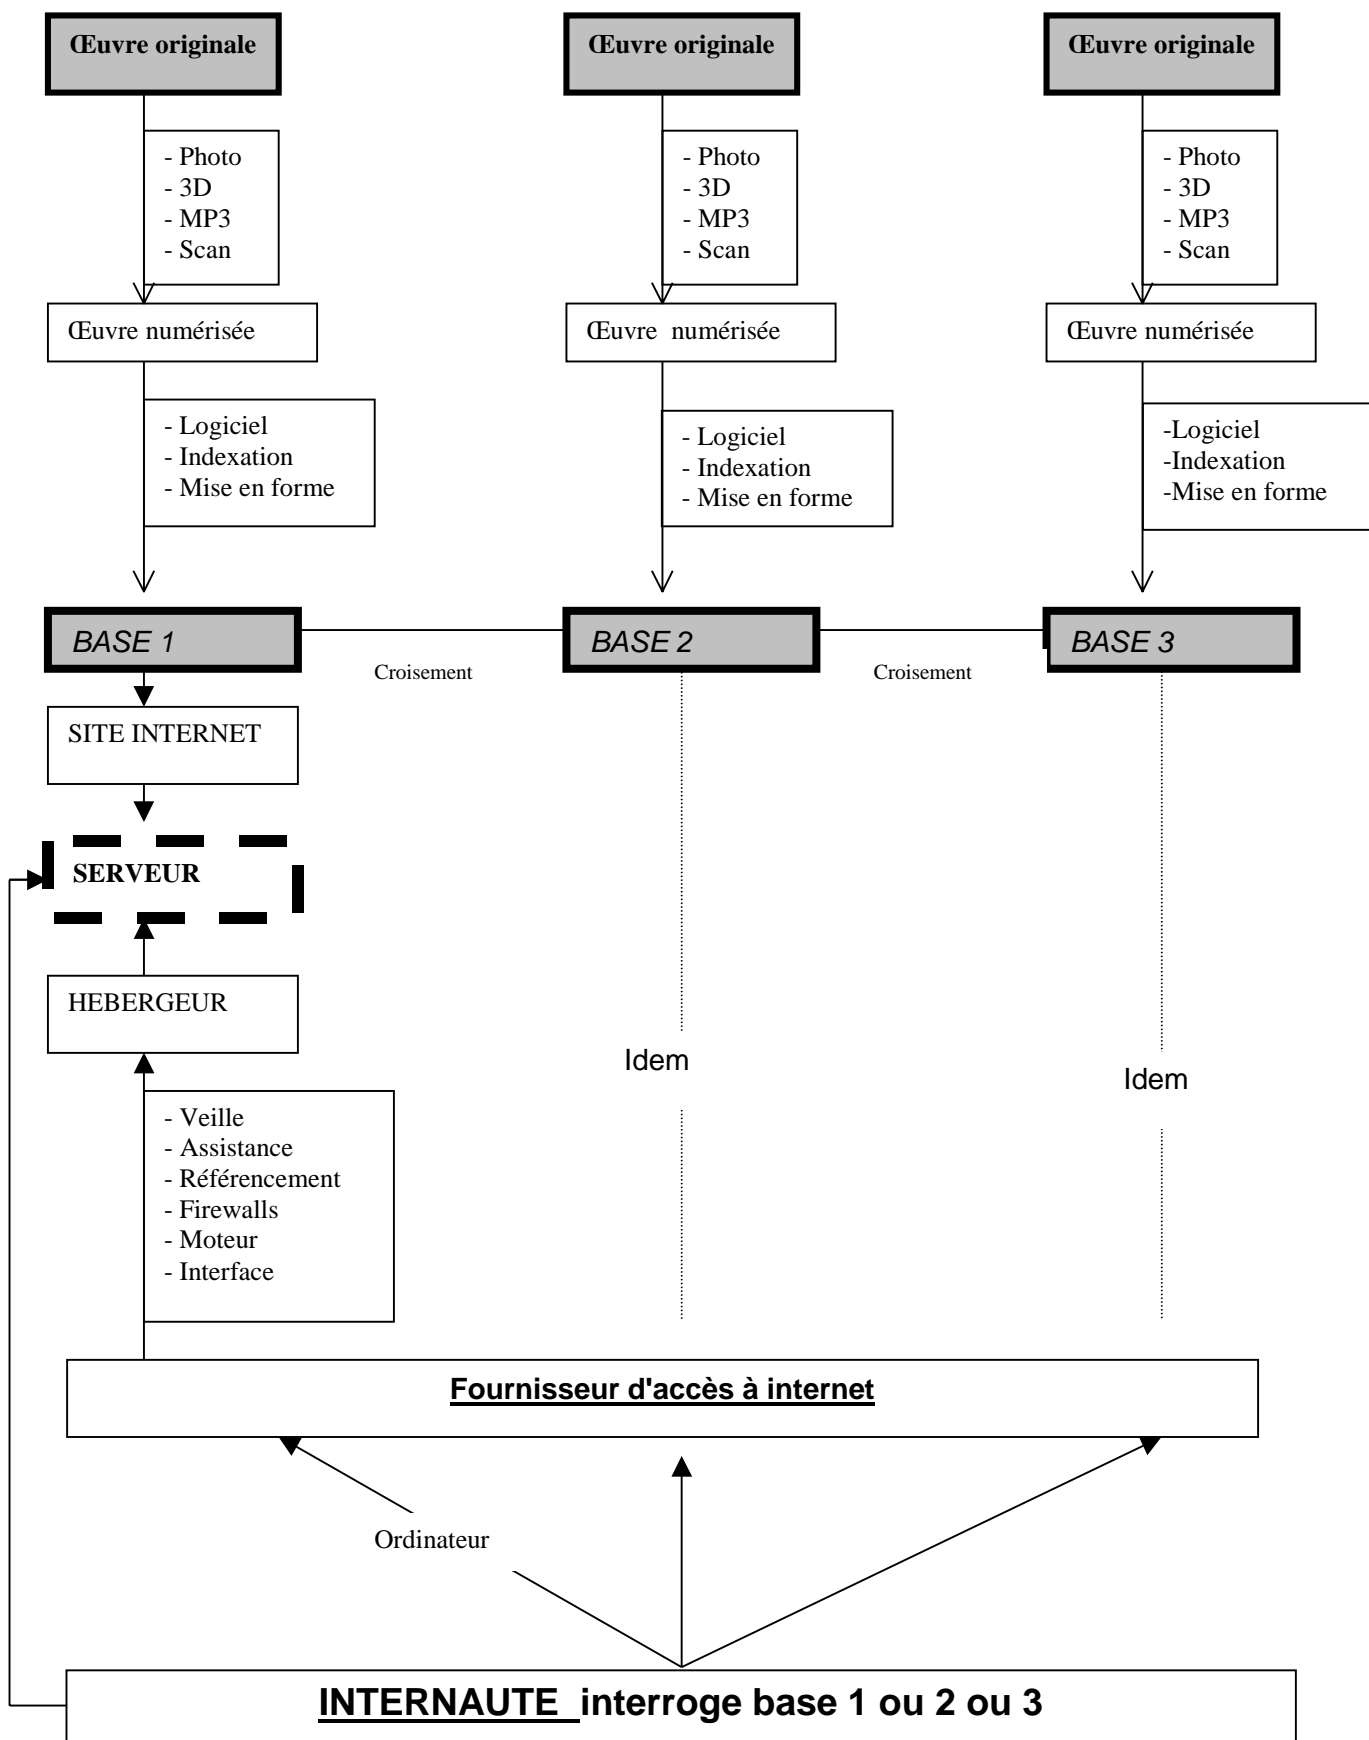 Œuvre originale
Œuvre originale
Œuvre originale
- Photo
- 3D
- MP3
- Scan
- Photo
- 3D
- MP3
- Scan
- Photo
- 3D
- MP3
- Scan
Œuvre numérisée
Œuvre  numérisée
Œuvre numérisée
- Logiciel
- Indexation
- Mise en forme
- Logiciel
- Indexation
- Mise en forme
-Logiciel
-Indexation
-Mise en forme
BASE 1
BASE 2
BASE 3
Croisement
Croisement
SITE INTERNET
SERVEUR
HEBERGEUR
Idem
Idem
- Veille
- Assistance
- Référencement
- Firewalls
- Moteur
- Interface
Fournisseur d'accès à internet
Ordinateur
INTERNAUTE interroge base 1 ou 2 ou 3